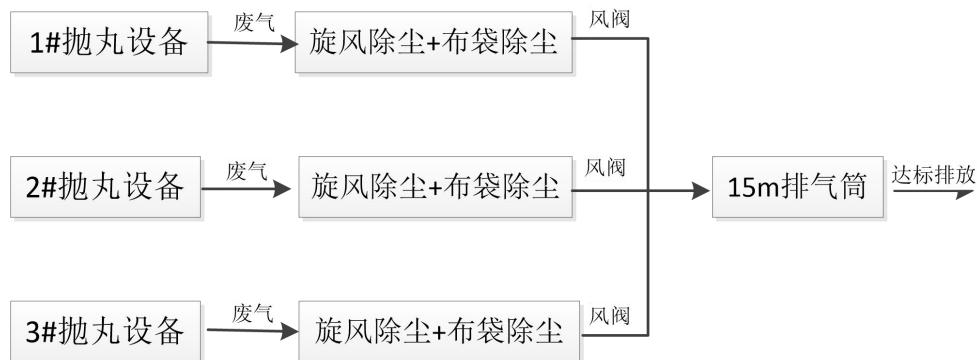 1#抛丸设备
废气
旋风除尘+布袋除尘
风阀
2#抛丸设备
废气
旋风除尘+布袋除尘
风阀
15m排气筒
达标排放
3#抛丸设备
废气
旋风除尘+布袋除尘
风阀